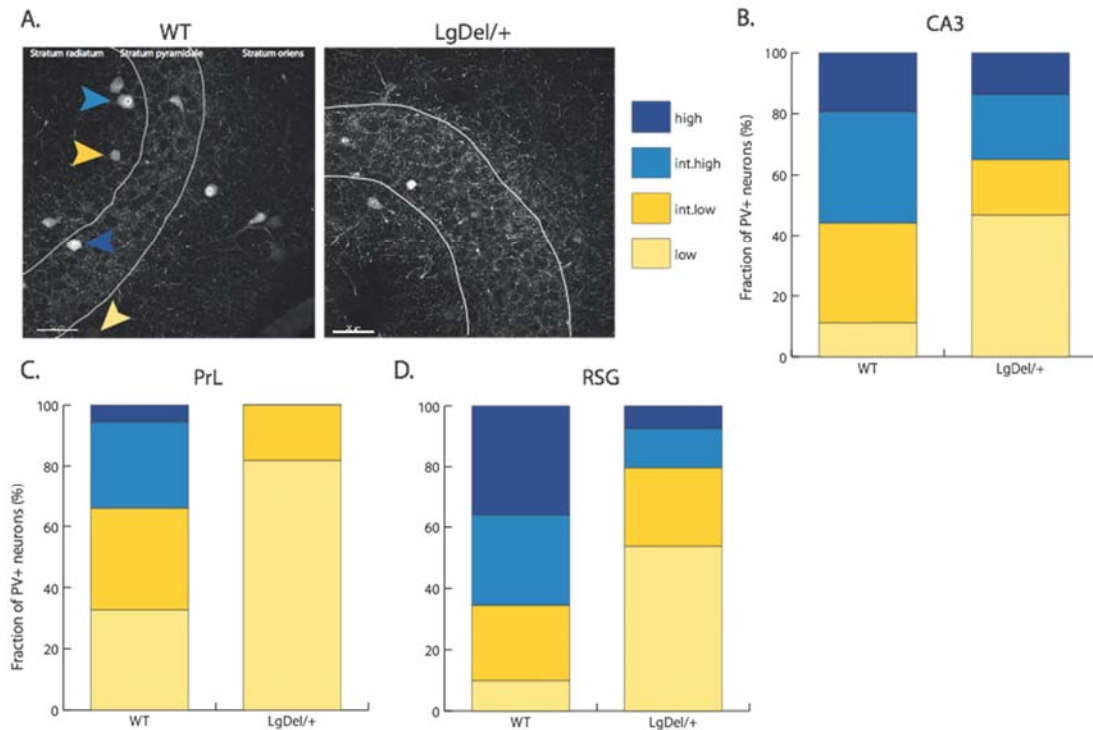 A.
WT
LgDel/+
Stratum radiatum Stratum pyramidale Stratum oriens
high
int.high
int.low
low
B.
CA3
Fraction of PV+ neurons (%)
100
80
60
40
20
0
WT
LgDel/+
C.
PrL
Fraction of PV+ neurons (%)
100
80
60
40
20
0
WT
LgDel/+
D.
RSG
100
80
60
40
20
0
WT
LgDel/+